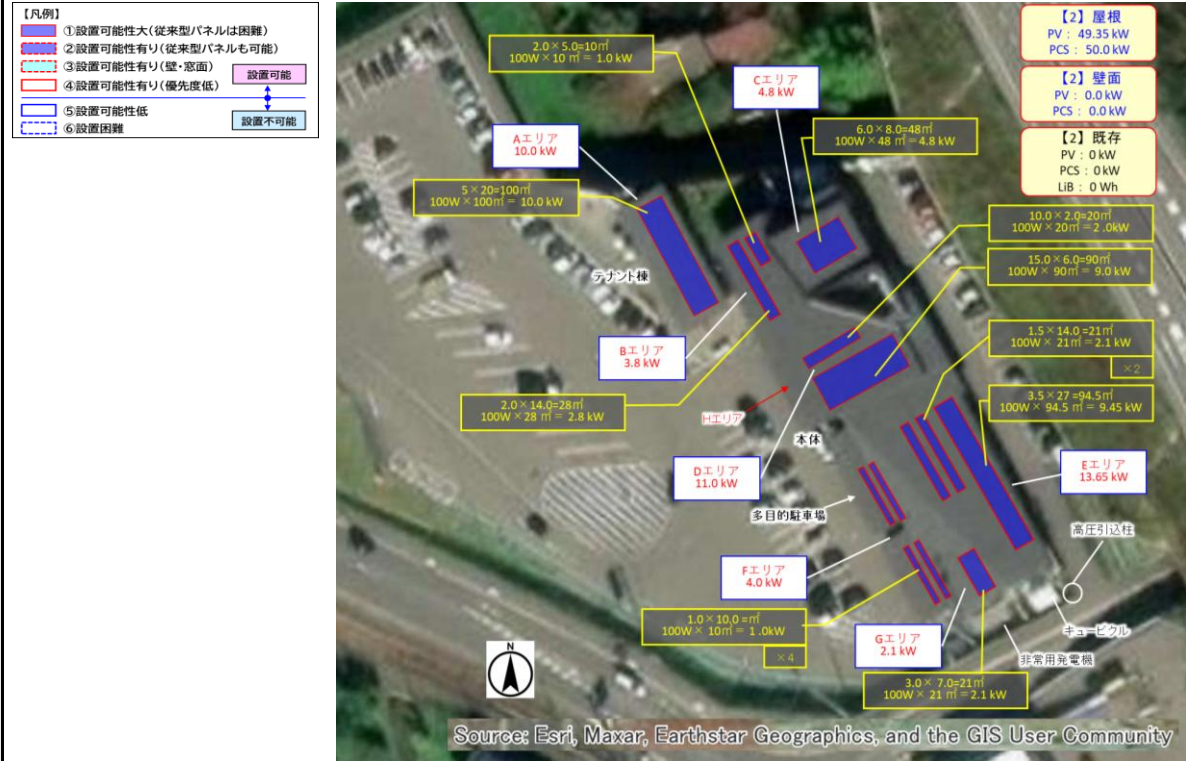 【凡例】
①設置可能性大(従来型パネルは困難)
②設置可能性有り(従来型パネルも可能)
③設置可能性有り(壁・窓面)
④設置可能性有り(優先度低)
⑤設置可能性低
⑥設置困難
設置可能
設置不可能
【2】屋根
PV : 49.35 kW
PCS : 50.0 kW
【2】壁面
PV : 0.0 kW
PCS : 0.0 kW
【2】既存
PV : 0 kW
PCS : 0 kW
LiB : 0 Wh
2.0×5.0=10㎡
100W×10 ㎡ = 1.0 kW
Cエリア
4.8 kW
6.0×8.0=48㎡
100W×48 ㎡ = 4.8 kW
Aエリア
10.0 kW
5×20=100㎡
100W×100㎡ = 10.0 kW
10.0×2.0=20㎡
100W×20㎡ = 2.0kW
15.0×6.0=90㎡
100W× 90㎡ = 9.0 kW
テナント棟
Bエリア
3.8 kW
1.5×14.0=21㎡
100W× 21㎡ = 2.1 kW
×2
2.0×14.0=28㎡
100W×28 ㎡ = 2.8 kW
Hエリア
3.5×27 =94.5㎡
100W×94.5 ㎡ = 9.45 kW
本体
Dエリア
11.0 kW
Eエリア
13.65 kW
多目的駐車場
高圧引込柱
Fエリア
4.0 kW
1.0×10.0=㎡
100W×10㎡ = 1.0kW
×4
Gエリア
2.1 kW
キュービクル
非常用発電機
3.0×7.0=21㎡
100W×21 ㎡ = 2.1 kW
N
Source: Esri, Maxar, Earthstar Geographics, and the GIS User Community